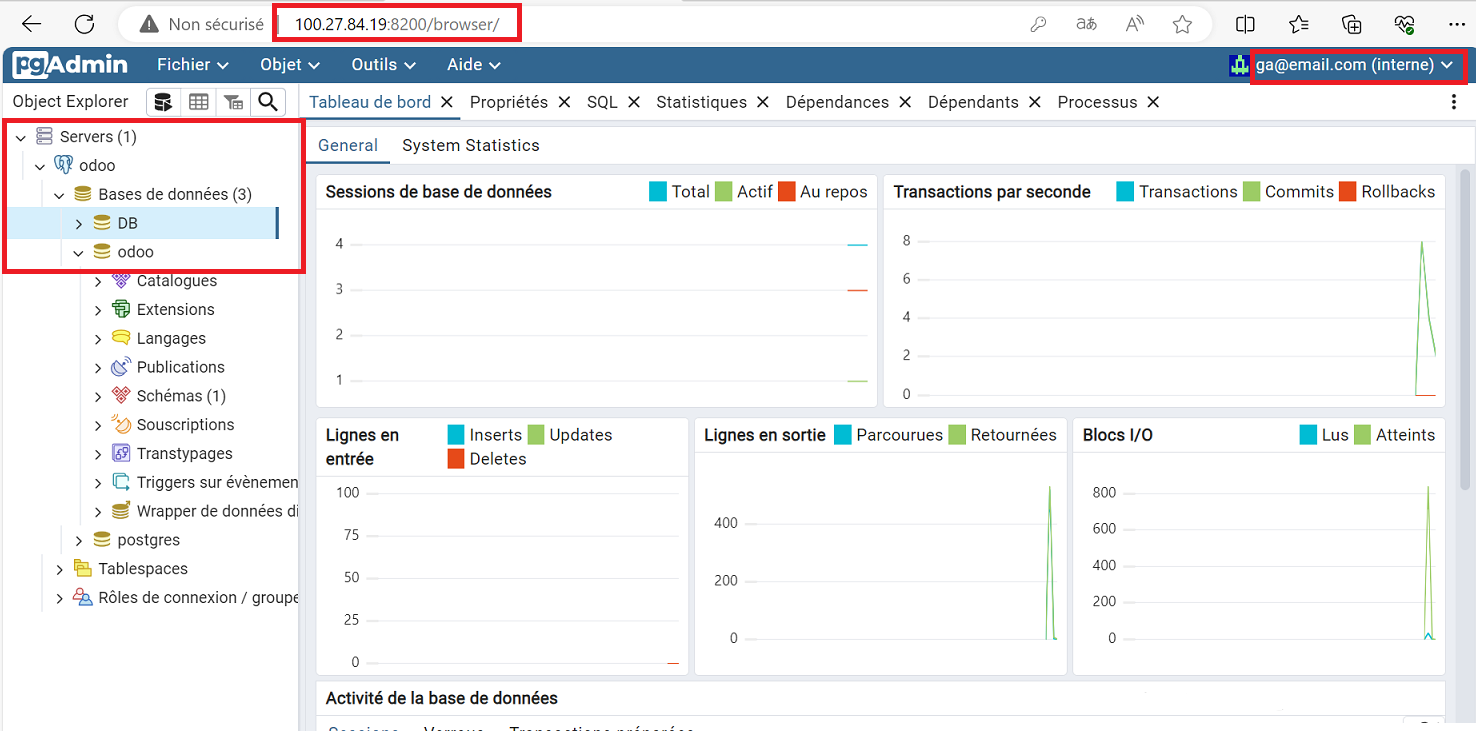 Non sécurisé 100.27.84.19:8200/browser/ aあ A
pgAdmin Fichier Objet Outils Aide ga@email.com (interne)
Object Explorer Tableau de bord Propriétés SQL Statistiques Dépendances Dépendants Processus
Servers (1)
odoo
Bases de données (3)
DB
odoo
Catalogues
Extensions
Langages
Publications
Schémas (1)
Souscriptions
Transtypages
Triggers sur évènemen
Wrapper de données di
postgres
Tablespaces
Rôles de connexion / groupe
General System Statistics
Sessions de base de données Total Actif Au repos
4
3
2
1
Transactions par seconde Transactions Commits Rollbacks
8
6
4
2
0
Lignes en entrée Inserts Updates Deletes
100
75
50
25
0
Lignes en sortie Parcourues Retournées
400
200
0
Blocs I/O Lus Atteints
800
600
400
200
0
Activité de la base de données
Sessions Verrous Transactions préparées